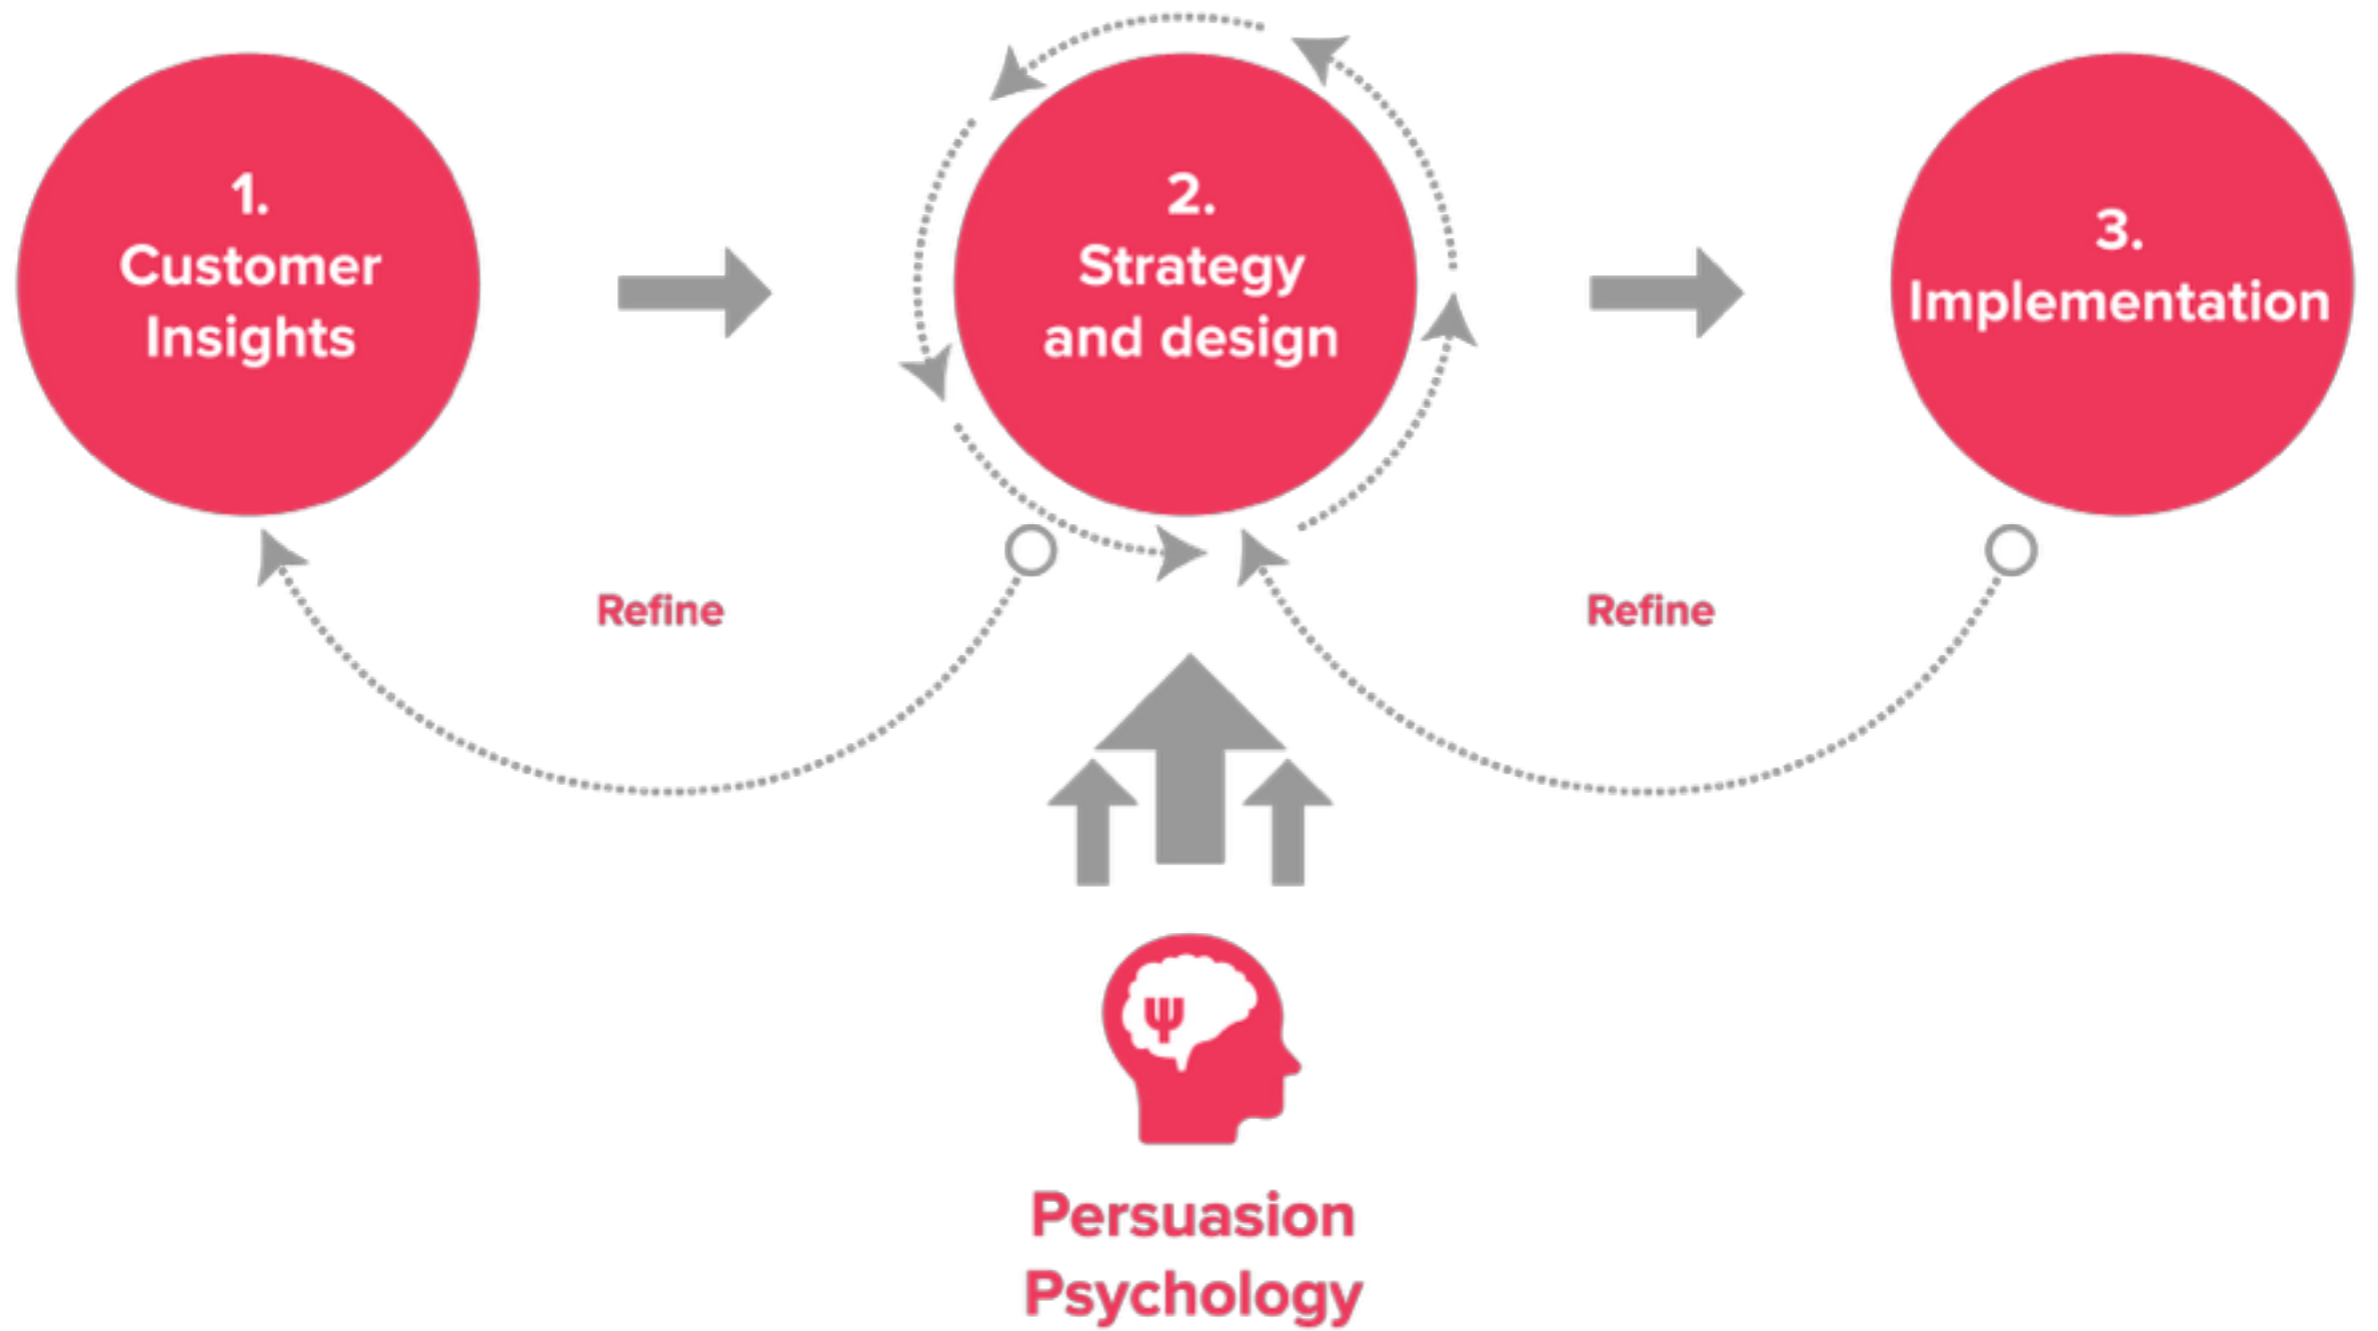 1.
Customer
Insights
2.
Strategy
and design
3.
Implementation
Refine
Refine
Ψ
Persuasion
Psychology